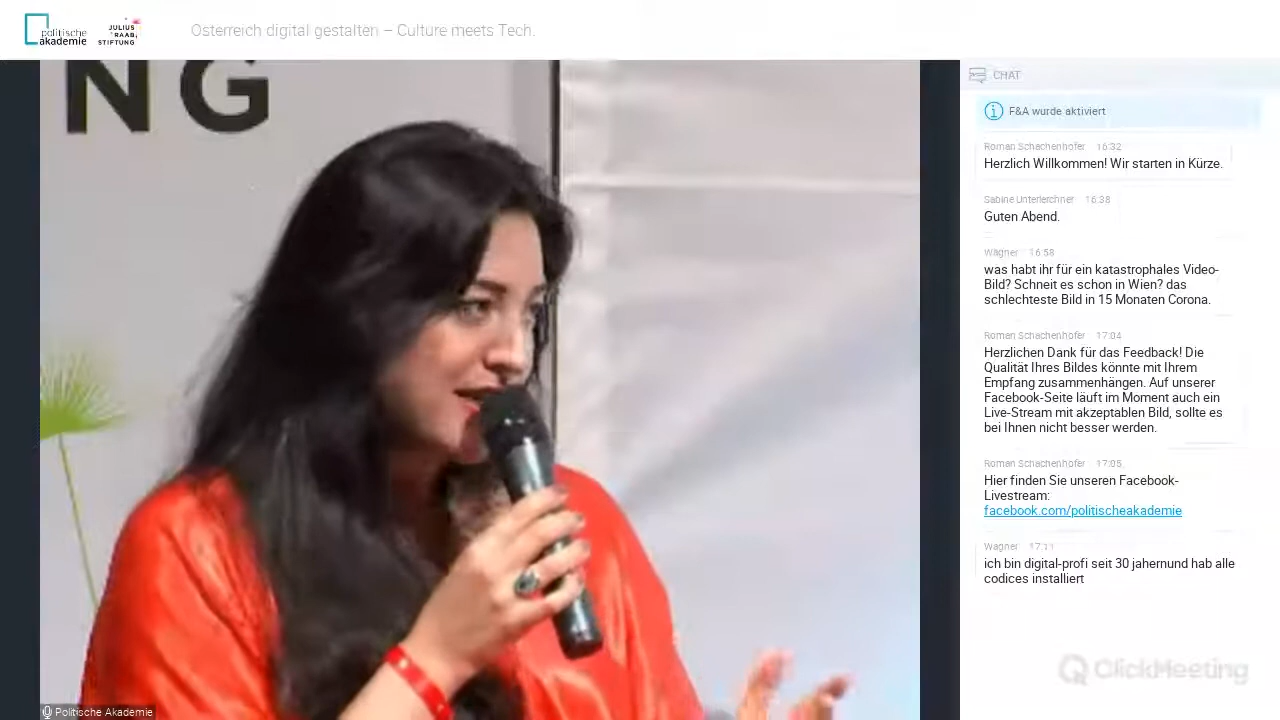 politische
akademie
JULIUS
RAAB
STIFTUNG
Österreich digital gestalten – Culture meets Tech.
NG
Politische Akademie
CHAT
F&A wurde aktiviert
Roman Schachenhofer 16:32
Herzlich Willkommen! Wir starten in Kürze.
Sabine Unterlerchner 16:38
Guten Abend.
Wagner 16:58
was habt ihr für ein katastrophales Video-
Bild? Schneit es schon in Wien? das
schlechteste Bild in 15 Monaten Corona.
Roman Schachenhofer 17:04
Herzlichen Dank für das Feedback! Die
Qualität Ihres Bildes könnte mit Ihrem
Empfang zusammenhängen. Auf unserer
Facebook-Seite läuft im Moment auch ein
Live-Stream mit akzeptablen Bild, sollte es
bei Ihnen nicht besser werden.
Roman Schachenhofer 17:05
Hier finden Sie unseren Facebook-
Livestream:
facebook.com/politischeakademie
Wagner 17:11
ich bin digital-profi seit 30 jahernund hab alle
codices installiert
ClickMeeting